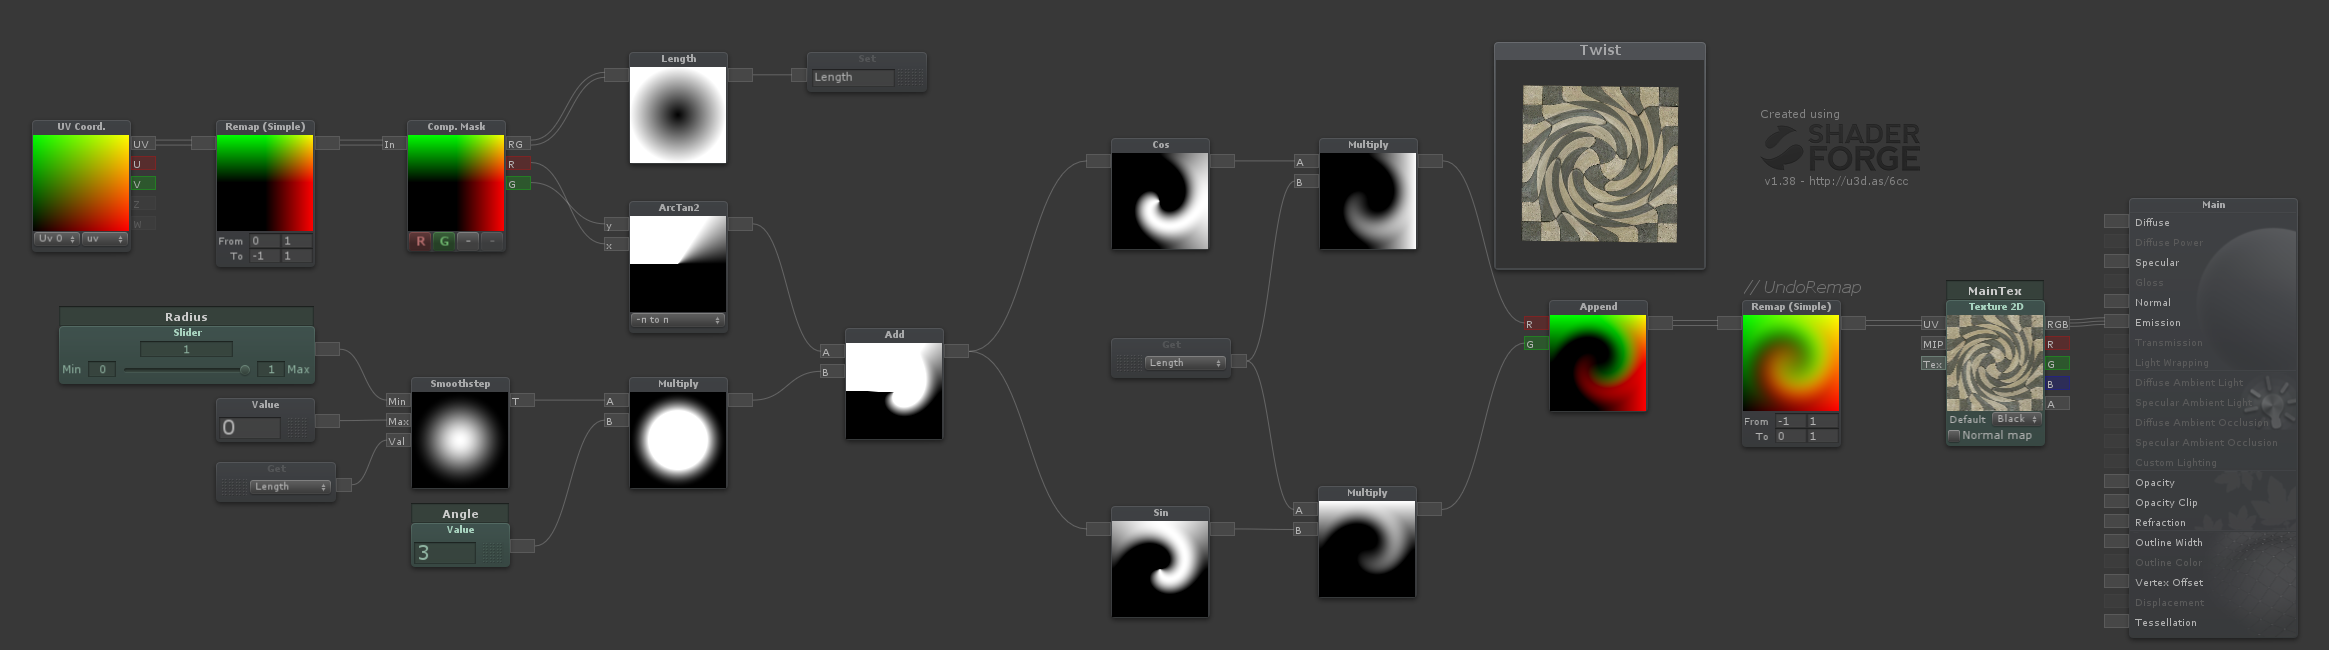 UV Coord.
UV
U
V
Z
W
Uv 0
uv
Remap (Simple)
From 0 1
To -1 1
Comp. Mask
In
RG
R
G
R G - -
Length
Set
Length
ArcTan2
y
x
Radius
Slider
1
Min 0 1 Max
Value
0
Get
Length
Smoothstep
Min
Max
Val
T
Angle
Value
3
Multiply
A
B
Add
A
B
Cos
Multiply
A
B
Get
Length
Sin
Multiply
A
B
Twist
Created using
SHADER
FORGE
v1.38 - http://u3d.as/6cc
Append
R
G
// UndoRemap
Remap (Simple)
From -1 1
To 0 1
MainTex
Texture 2D
UV
MIP
Tex
RGB
R
G
B
A
Default Black
Normal map
Main
Diffuse
Diffuse Power
Specular
Gloss
Normal
Emission
Transmission
Light Wrapping
Diffuse Ambient Light
Specular Ambient Light
Diffuse Ambient Occlusion
Specular Ambient Occlusion
Custom Lighting
Opacity
Opacity Clip
Refraction
Outline Width
Outline Color
Vertex Offset
Displacement
Tessellation